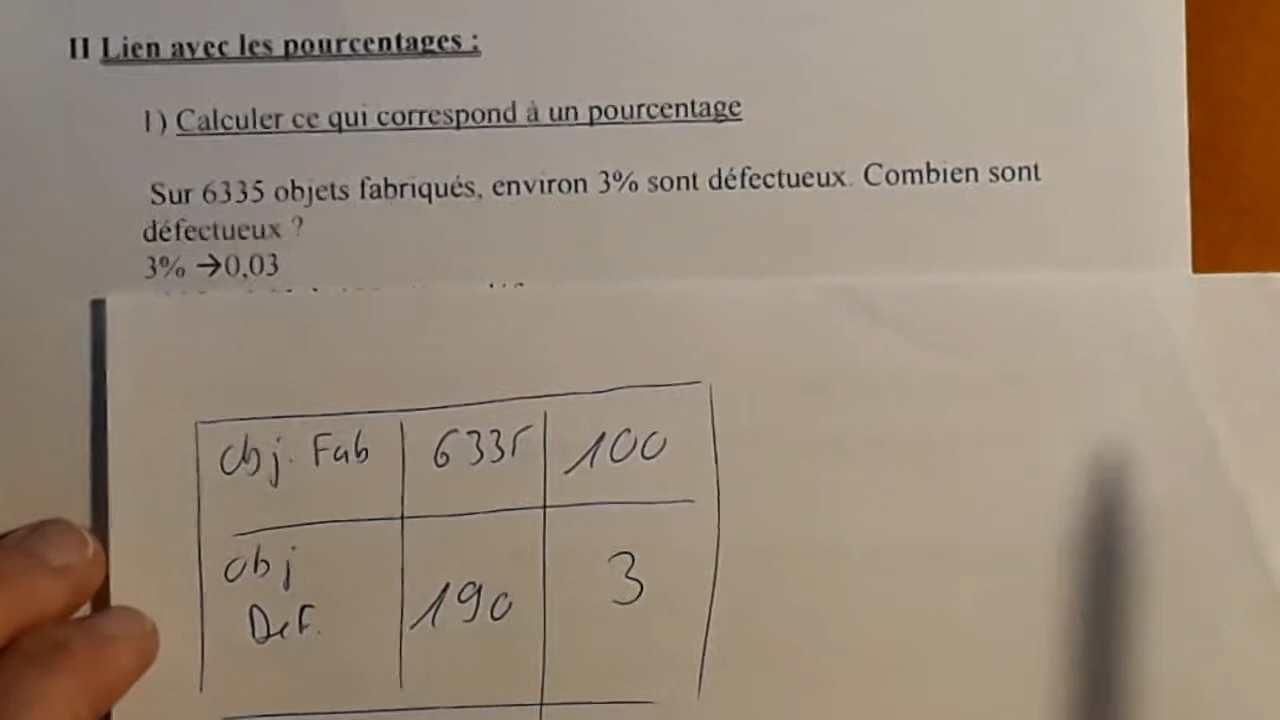 II Lien avec les pourcentages :
1) Calculer ce qui correspond à un pourcentage
Sur 6335 objets fabriqués, environ 3% sont défectueux. Combien sont
défectueux ?
3% →0,03
Obj. Fab 6335 100
obj 190 3
Def.